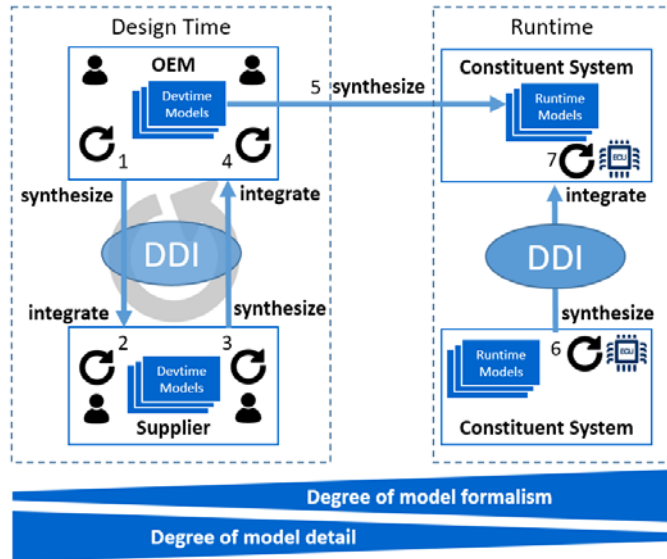 Design Time
Runtime
OEM
Devtime
Models
1
4
5 synthesize
Constituent System
Runtime
Models
7
ECU
synthesize
integrate
integrate
DDI
DDI
integrate
synthesize
synthesize
2
3
6
ECU
Devtime
Models
Supplier
Runtime
Models
Constituent System
Degree of model formalism
Degree of model detail